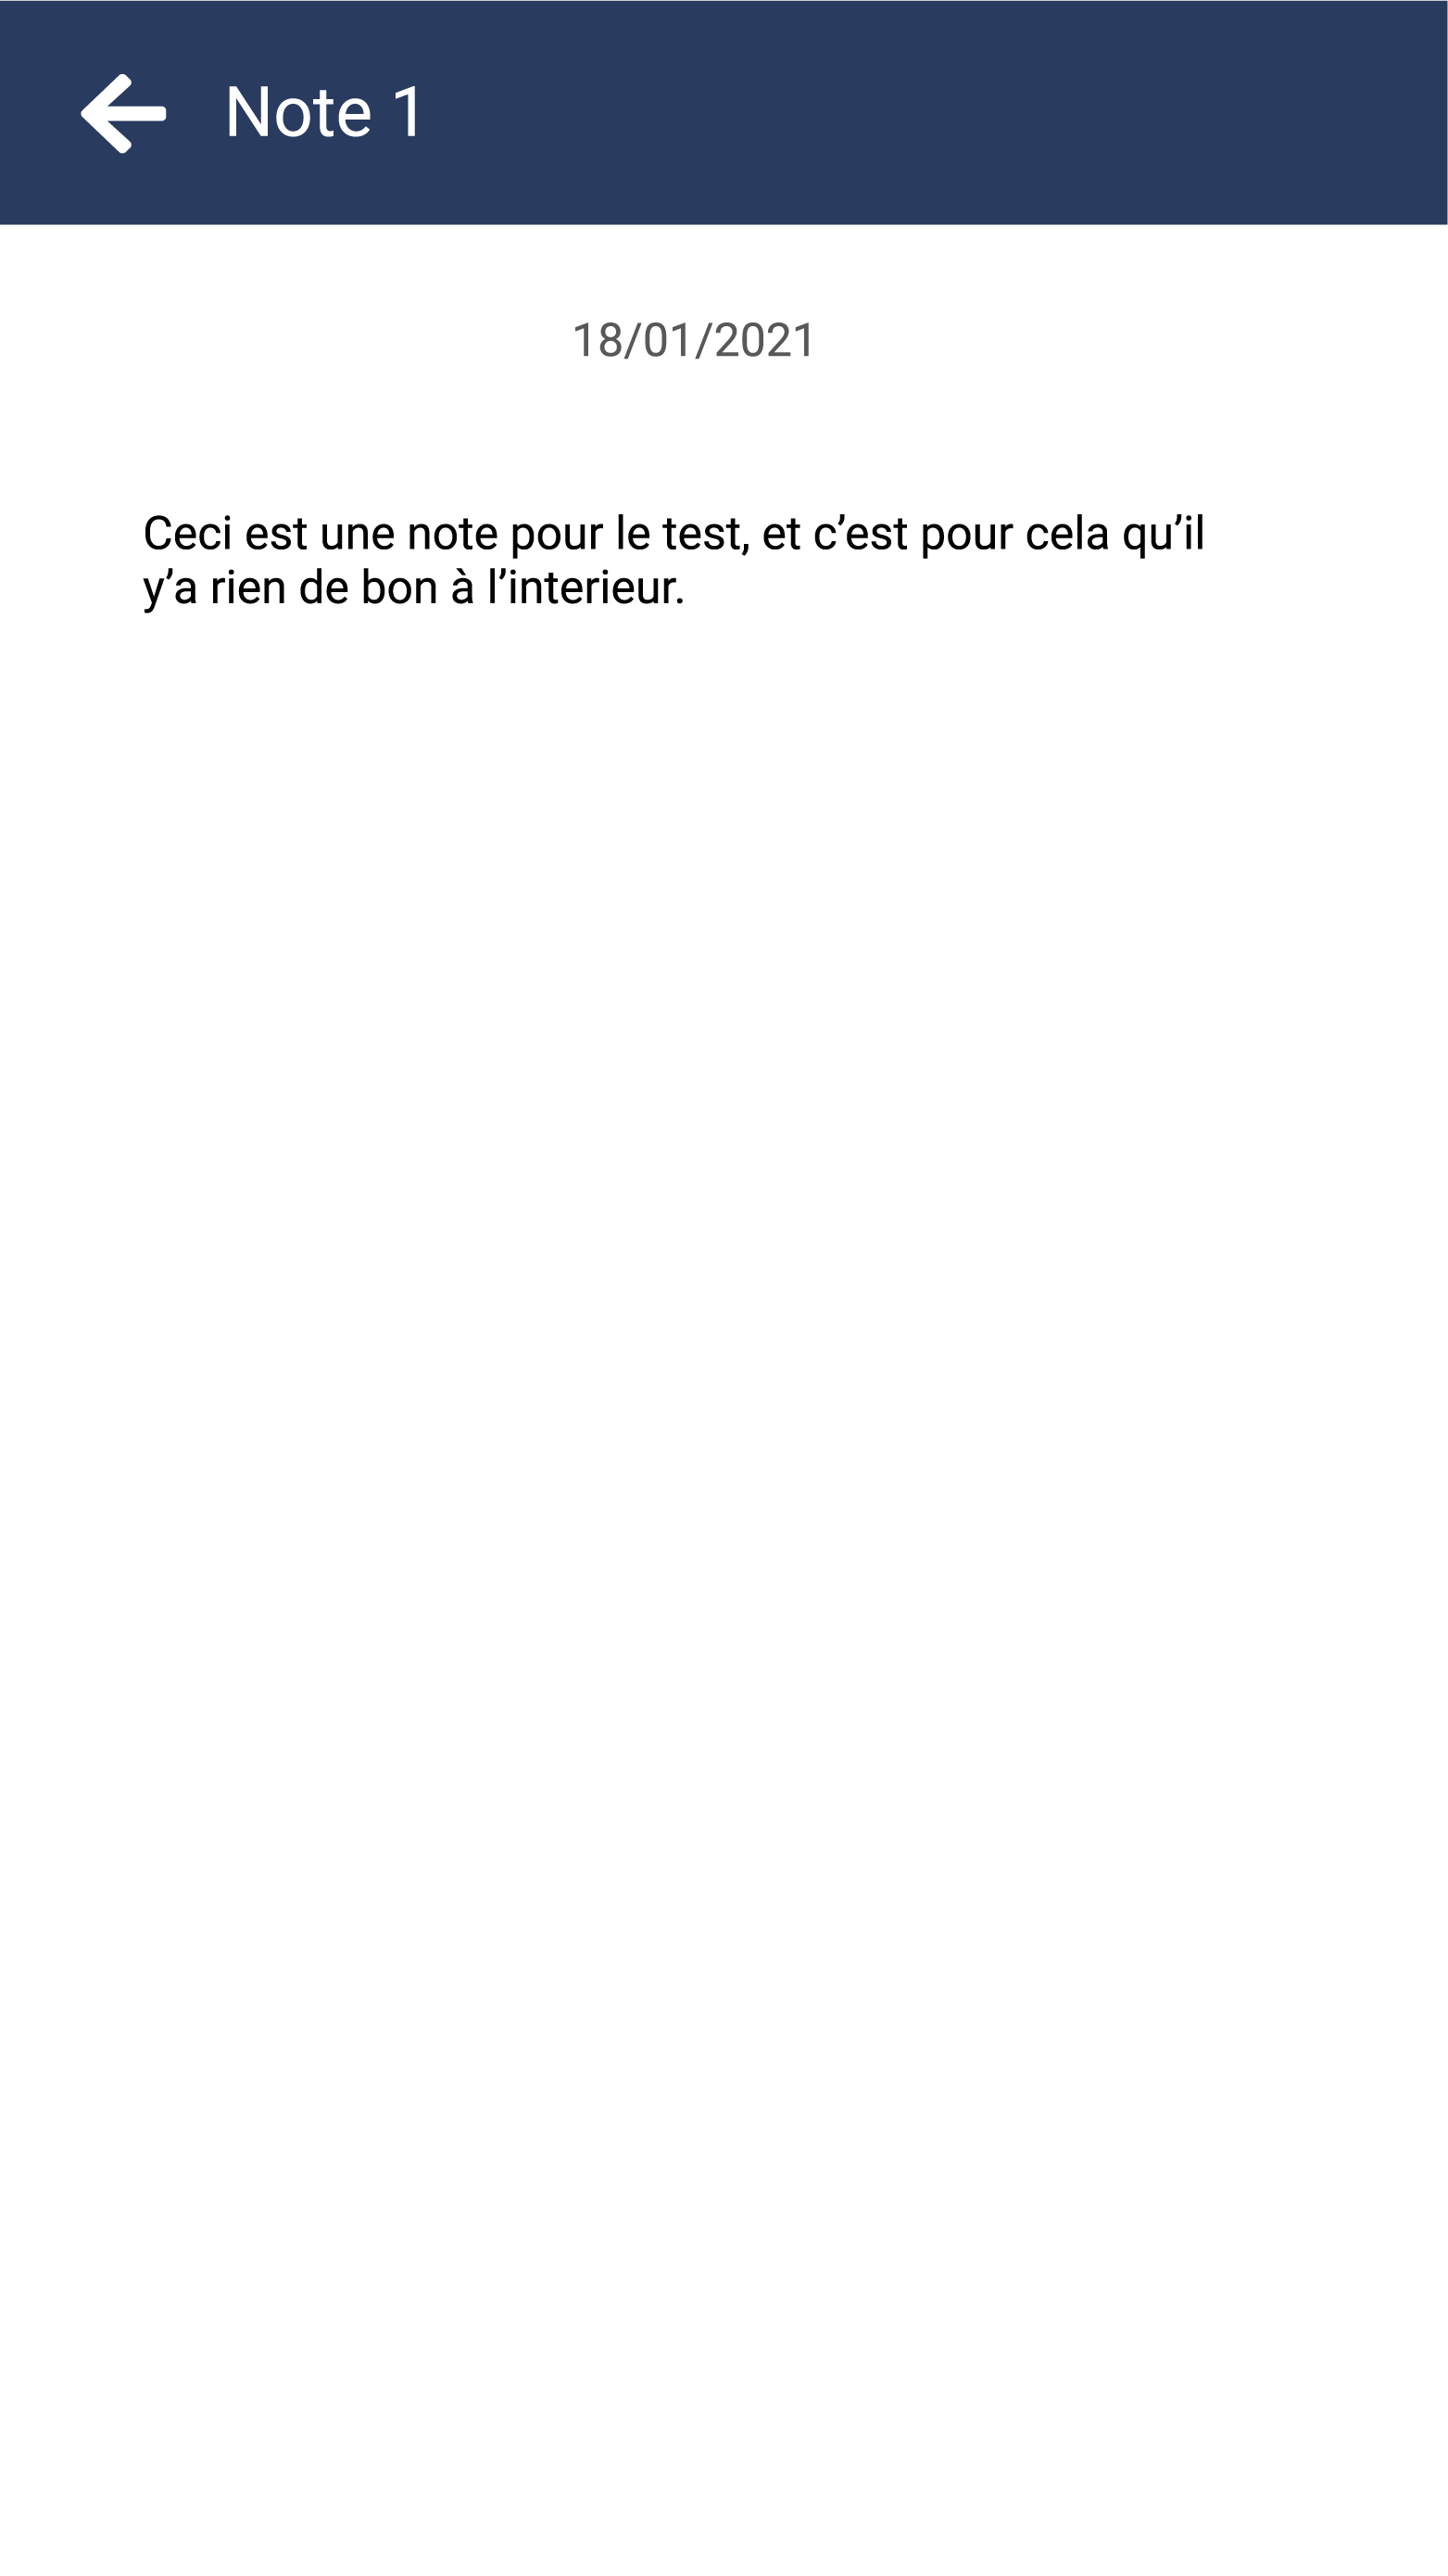 Note 1
18/01/2021
Ceci est une note pour le test, et c’est pour cela qu’il
y’a rien de bon à l’interieur.